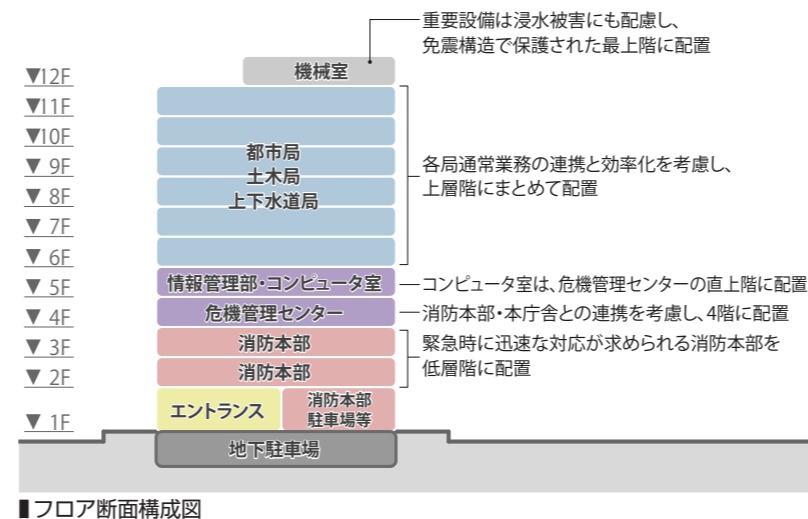 重要設備は浸水被害にも配慮し、
免震構造で保護された最上階に配置
▼12F
機械室
▼11F
▼10F
▼ 9F
▼ 8F
▼ 7F
▼ 6F
都市局
土木局
上下水道局
各局通常業務の連携と効率化を考慮し、
上層階にまとめて配置
▼ 5F
情報管理部・コンピュータ室
コンピュータ室は、危機管理センターの直上階に配置
▼ 4F
危機管理センター
消防本部・本庁舎との連携を考慮し、4階に配置
▼ 3F
消防本部
▼ 2F
消防本部
緊急時に迅速な対応が求められる消防本部を
低層階に配置
▼ 1F
エントランス
消防本部
駐車場等
地下駐車場
▮フロア断面構成図